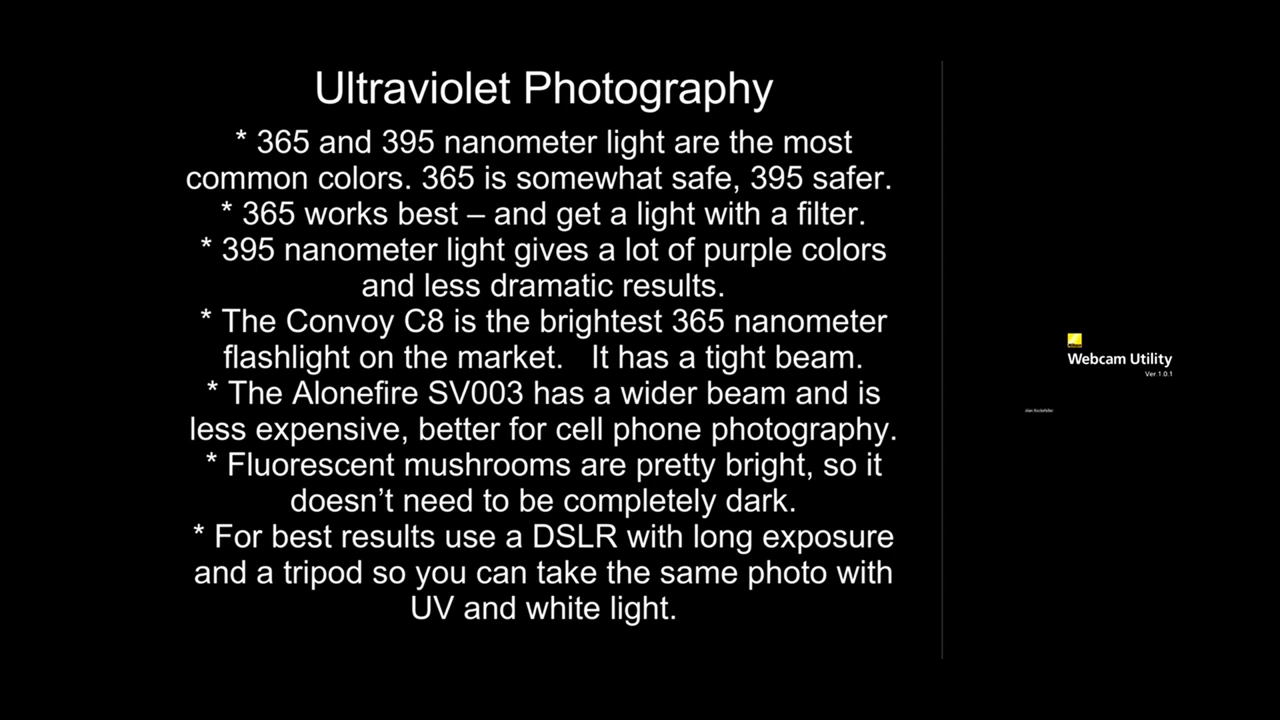 Ultraviolet Photography
* 365 and 395 nanometer light are the most
common colors. 365 is somewhat safe, 395 safer.
* 365 works best – and get a light with a filter.
* 395 nanometer light gives a lot of purple colors
and less dramatic results.
* The Convoy C8 is the brightest 365 nanometer
flashlight on the market.   It has a tight beam.
* The Alonefire SV003 has a wider beam and is
less expensive, better for cell phone photography.
* Fluorescent mushrooms are pretty bright, so it
doesn’t need to be completely dark.
* For best results use a DSLR with long exposure
and a tripod so you can take the same photo with
UV and white light.
Webcam Utility
Ver.1.0.1
Alan Rockefeller